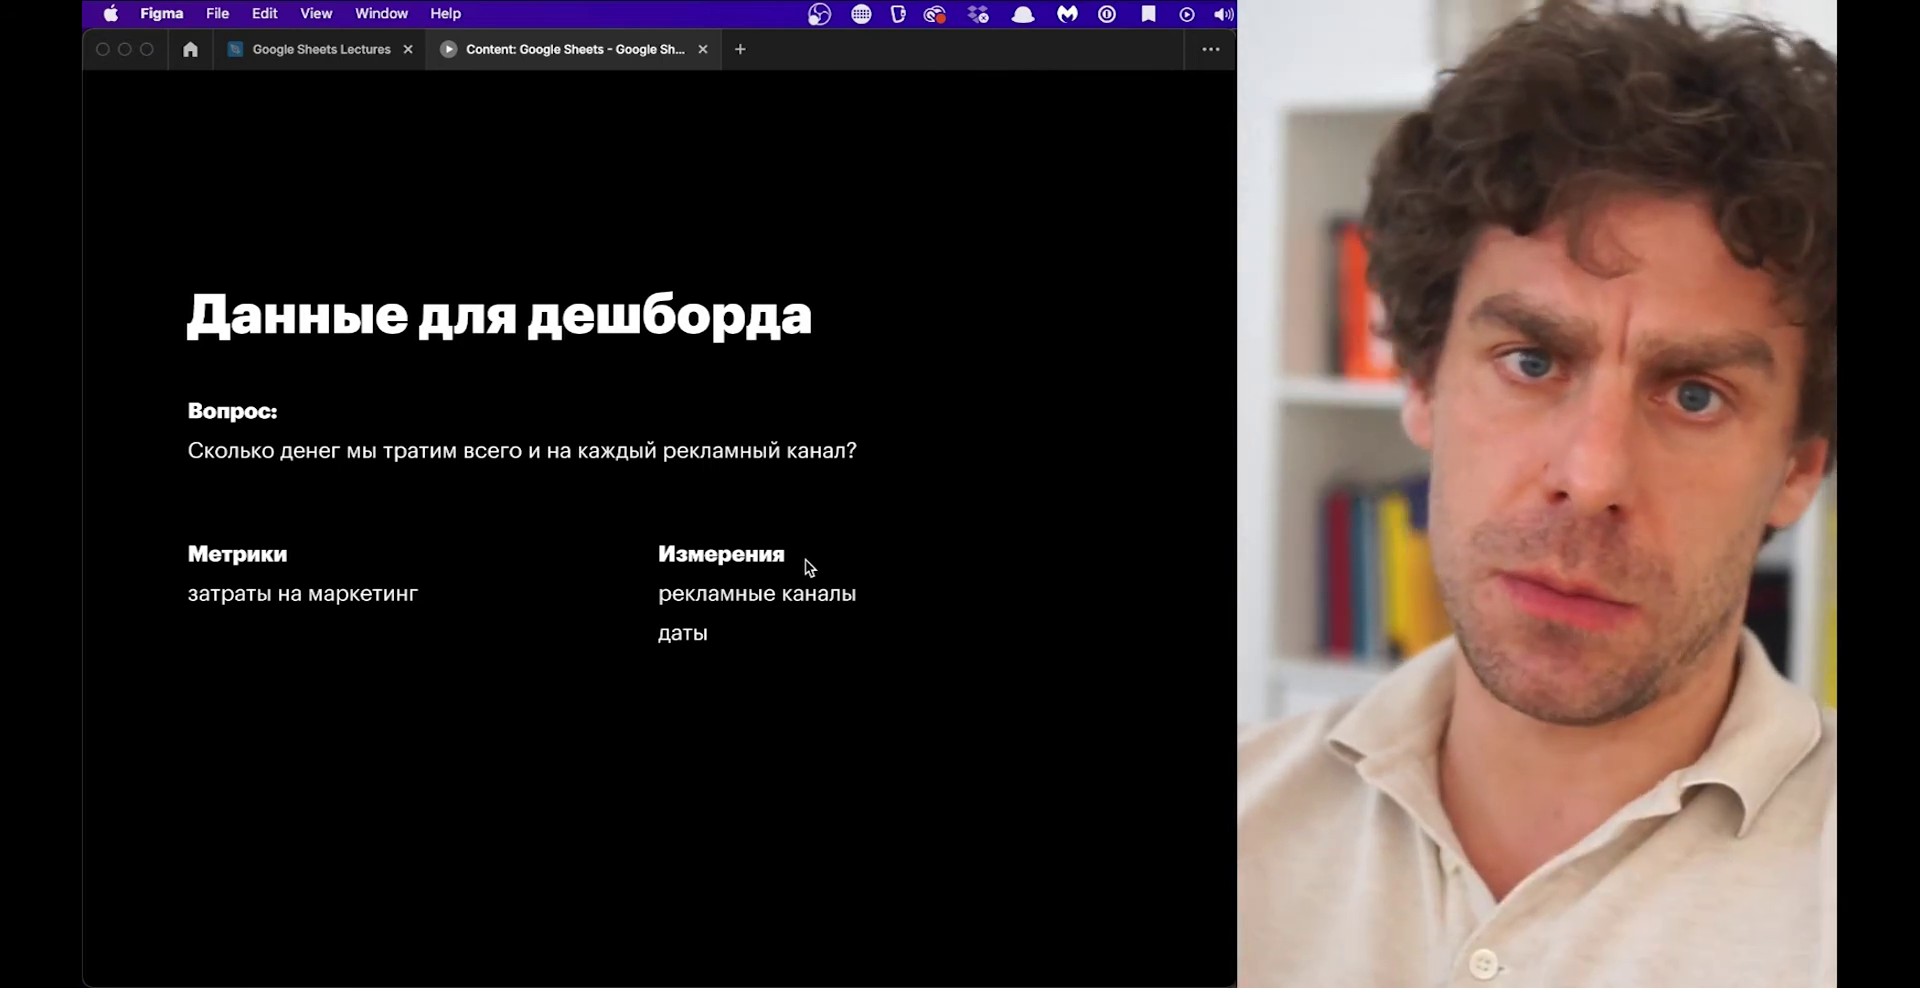 Figma File Edit View Window Help
Google Sheets Lectures
Content: Google Sheets - Google Sh...
Данные для дешборда
Вопрос:
Сколько денег мы тратим всего и на каждый рекламный канал?
Метрики
затраты на маркетинг
Измерения
рекламные каналы
даты